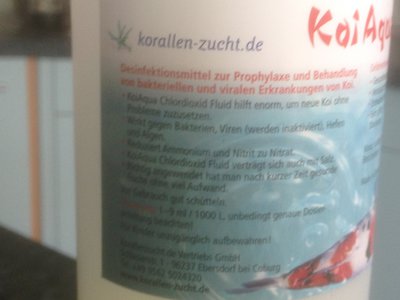 korallen-zucht.de
KoiAqu
Desinfektionsmittel zur Prophylaxe und Behandlung
von bakteriellen und viralen Erkrankungen von Koi.
• KoiAqua Chlordioxid Fluid hilft enorm, um neue Koi ohne
Probleme zuzusetzen.
Wirkt gegen Bakterien, Viren (werden inaktiviert), Hefen
und Algen.
Reduziert Ammonium und Nitrit zu Nitrat.
• KoiAqua Chlordioxid Fluid verträgt sich auch mit Salz.
• Richtig angewendet hat man nach kurzer Zeit gesunde
ohne viel Aufwand.
Vor Gebrauch gut schütteln.
1-9 ml / 1000 L. unbedingt genaue
beachten!
Für Kinder unzugänglich aufbewahren!
korallenzucht.de Vertriebs GmbH
1 - 96237 Ebersdorf bei Coburg
9562 5024320
www.korallen-zucht.de